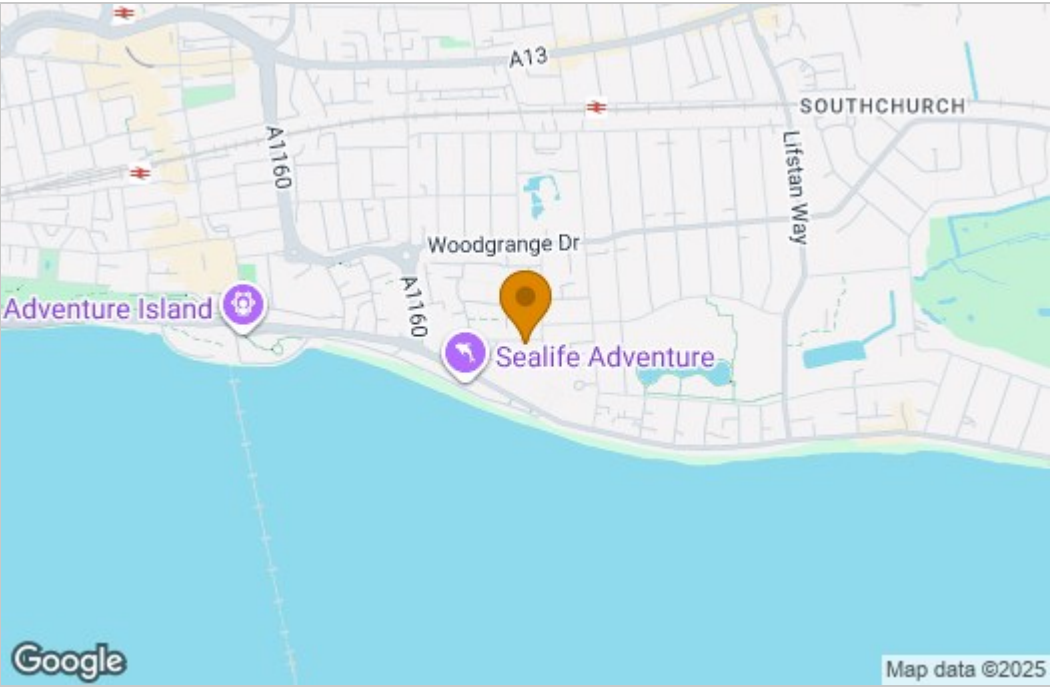 A13
SOUTHCHURCH
A1160
Lifstan Way
Woodgrange Dr
A1160
Adventure Island
Sealife Adventure
Google
Map data ©2025